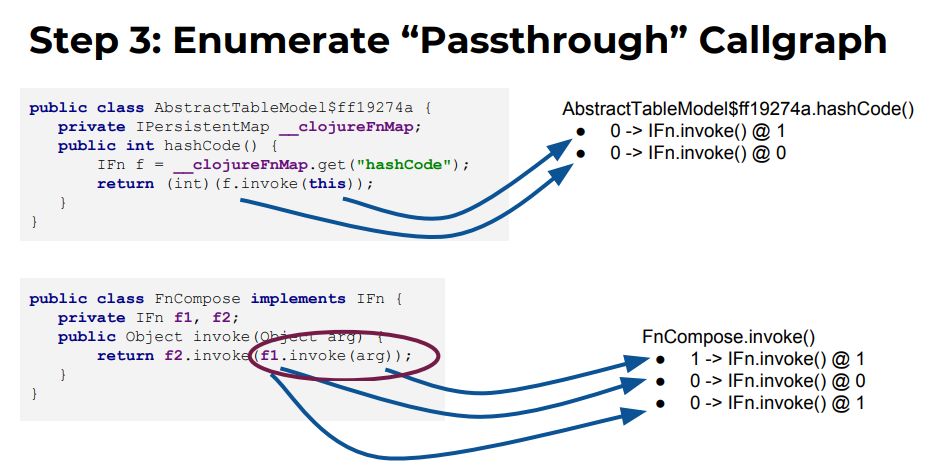 Step 3: Enumerate “Passthrough” Callgraph
public class AbstractTableModel$ff19274a {
    private IPersistentMap __clojureFnMap;
    public int hashCode() {
        IFn f = __clojureFnMap.get("hashCode");
        return (int)(f.invoke(this));
    }
}
AbstractTableModel$ff19274a.hashCode()
● 0 -> IFn.invoke() @ 1
● 0 -> IFn.invoke() @ 0
public class FnCompose implements IFn {
    private IFn f1, f2;
    public Object invoke(Object arg) {
        return f2.invoke(f1.invoke(arg));
    }
}
FnCompose.invoke()
● 1 -> IFn.invoke() @ 1
● 0 -> IFn.invoke() @ 0
● 0 -> IFn.invoke() @ 1